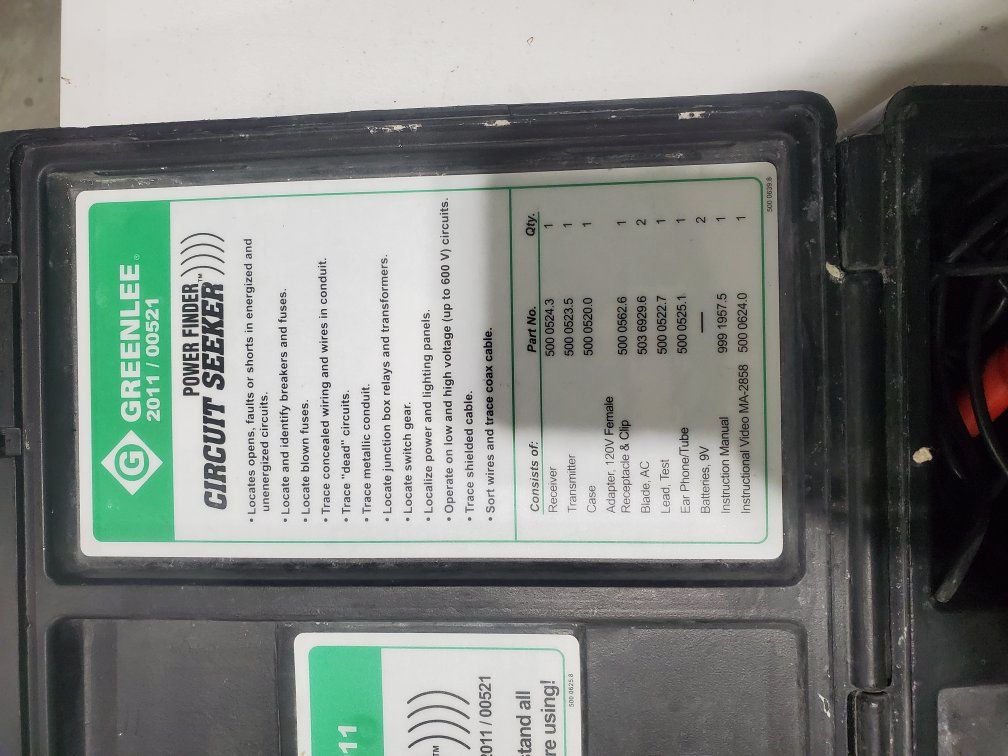 G GREENLEE®
2011 / 00521
POWER FINDER
CIRCUIT SEEKER™
• Locates opens, faults or shorts in energized and
unenergized circuits.
• Locate and identify breakers and fuses.
• Locate blown fuses.
• Trace concealed wiring and wires in conduit.
• Trace "dead" circuits.
• Trace metallic conduit.
• Locate junction box relays and transformers.
• Locate switch gear.
• Localize power and lighting panels.
• Operate on low and high voltage (up to 600 V) circuits.
• Trace shielded cable.
• Sort wires and trace coax cable.
Consists of: Part No. Qty.
Receiver 500 0524.3 1
Transmitter 500 0523.5 1
Case 500 0520.0 1
Adapter, 120V Female
Receptacle & Clip 500 0562.6 1
Blade, AC 503 6929.6 2
Lead, Test 500 0522.7 1
Ear Phone/Tube 500 0525.1 1
Batteries, 9V — 2
Instruction Manual 999 1957.5 1
Instructional Video MA-2858 500 0624.0 1
500 0639.8
11
™
2011 / 00521
tand all
re using!
500 0625.8